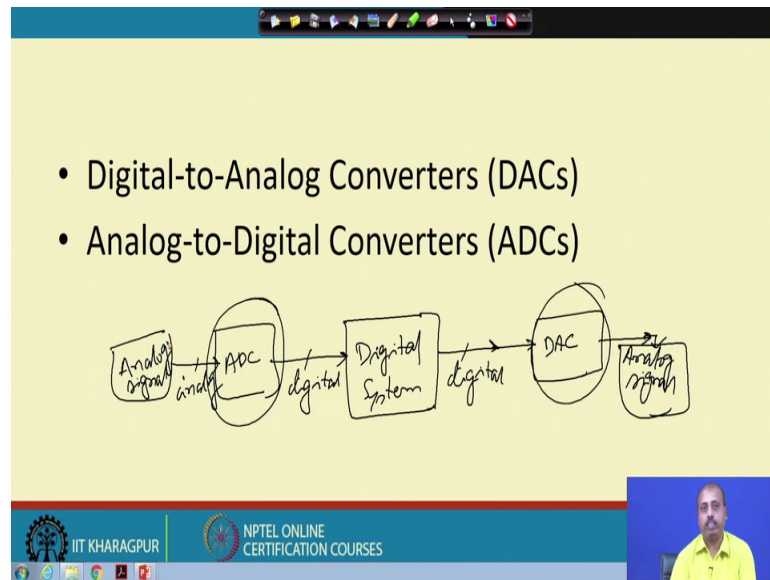 • Digital-to-Analog Converters (DACs)
• Analog-to-Digital Converters (ADCs)
Analog signal
analog
ADC
digital
Digital System
digital
DAC
Analog signal
IIT KHARAGPUR
NPTEL ONLINE
CERTIFICATION COURSES